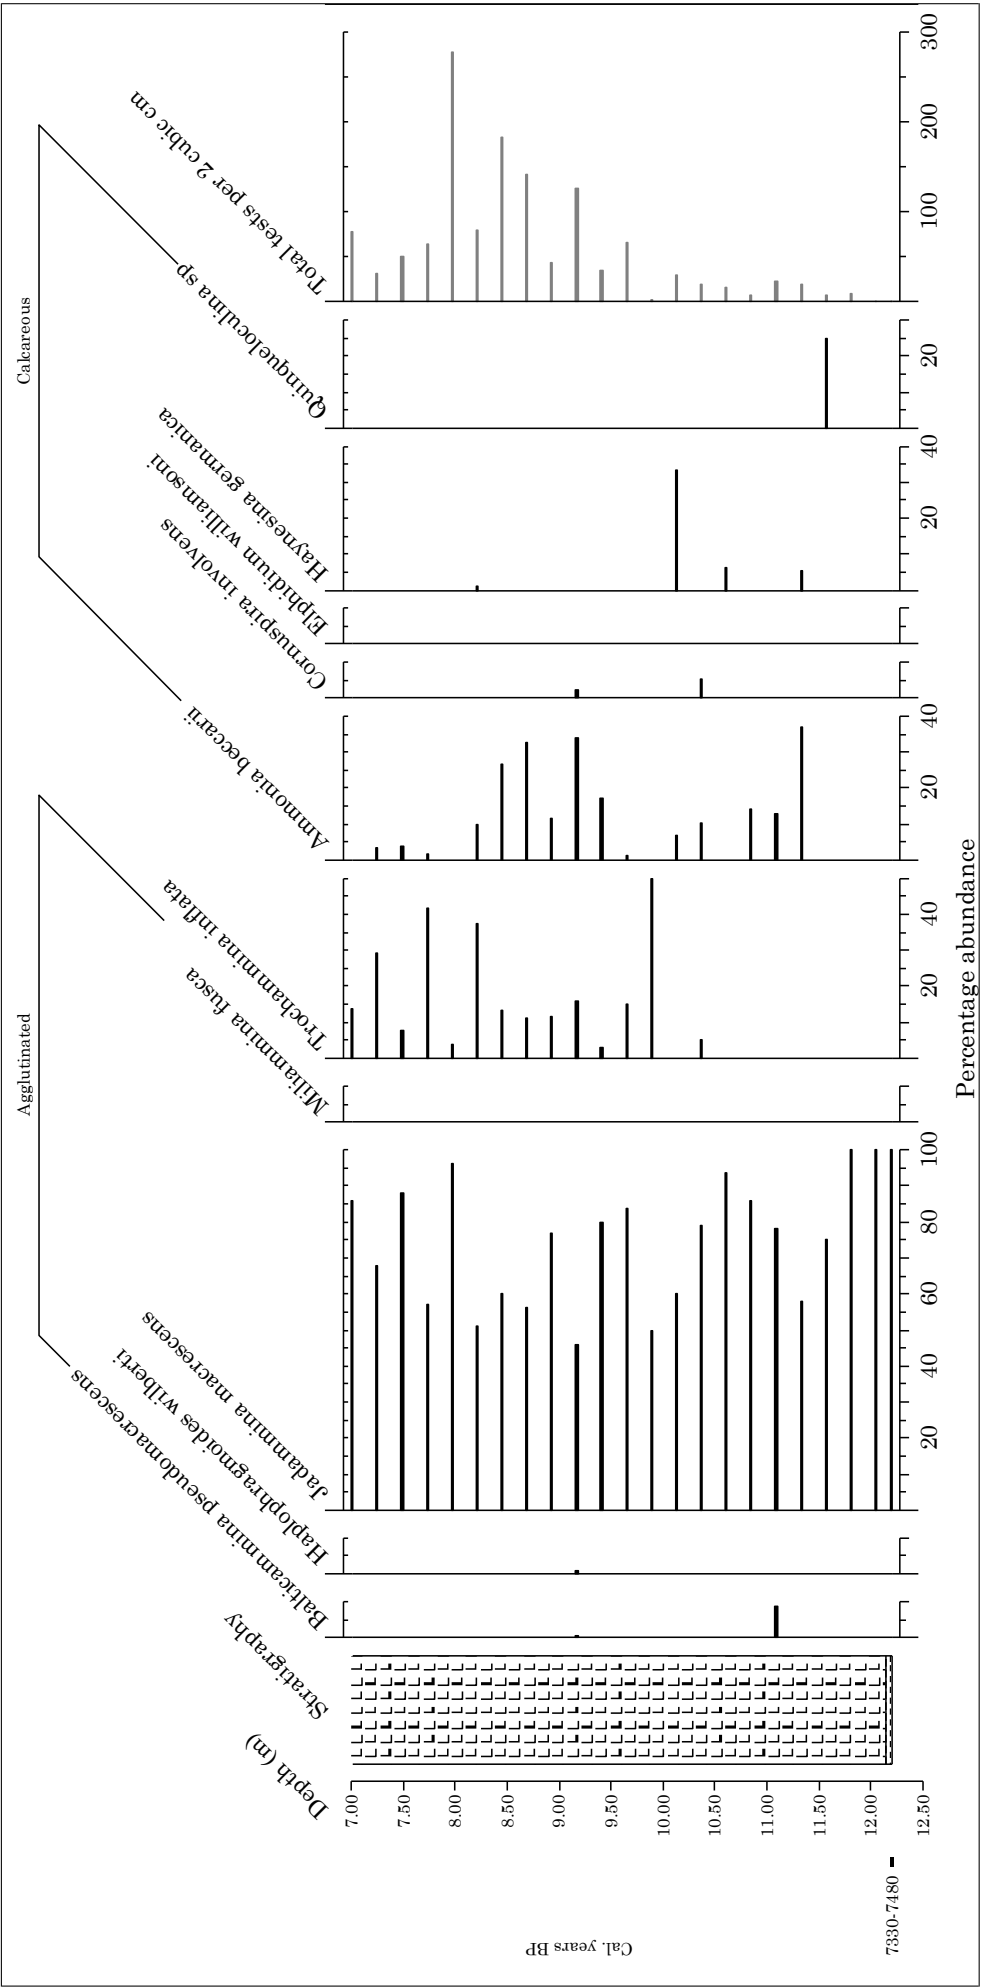 Agglutinated
Calcareous
Cal. years BP
7330-7480
Depth (m)
Stratigraphy
Balticammina pseudomacrescens
Haplophragmoides wilberti
Jadammina macrescens
Miliammina fusca
Trochammina inflata
Ammonia beccarii
Cornuspira involvens
Elphidium williamsoni
Haynesina germanica
Quinqueloculina sp
Total tests per 2 cubic cm
7.00
7.50
8.00
8.50
9.00
9.50
10.00
10.50
11.00
11.50
12.00
12.50
20 40 60 80 100
20 40
20 40
20 40
20
100 200 300
Percentage abundance